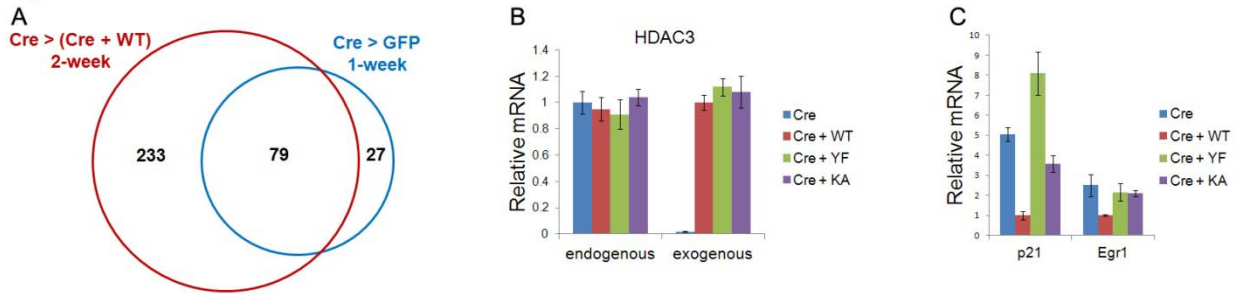 A
Cre > (Cre + WT)
2-week
Cre > GFP
1-week
233
79
27
B
HDAC3
Relative mRNA
1.4
1.2
1
0.8
0.6
0.4
0.2
0
endogenous
exogenous
Cre
Cre + WT
Cre + YF
Cre + KA
C
Relative mRNA
10
9
8
7
6
5
4
3
2
1
0
p21
Egr1
Cre
Cre + WT
Cre + YF
Cre + KA